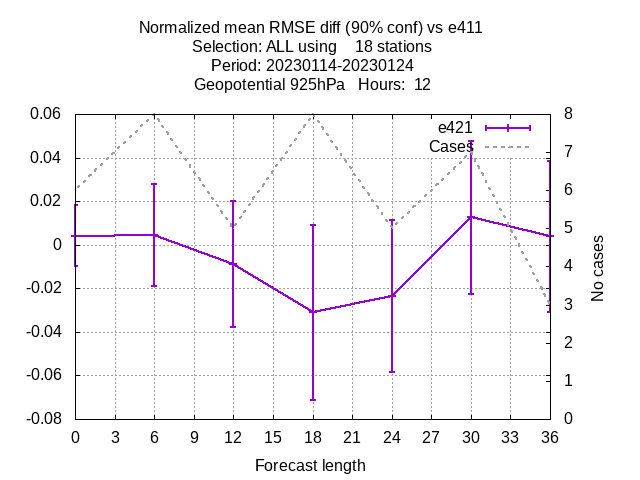 Normalized mean RMSE diff (90% conf) vs e411
Selection: ALL using    18 stations
Period: 20230114-20230124
Geopotential 925hPa   Hours:  12
0.06
0.04
0.02
0
-0.02
-0.04
-0.06
-0.08
e421
Cases
8
7
6
5
4
3
2
1
0
No cases
0 3 6 9 12 15 18 21 24 27 30 33 36
Forecast length